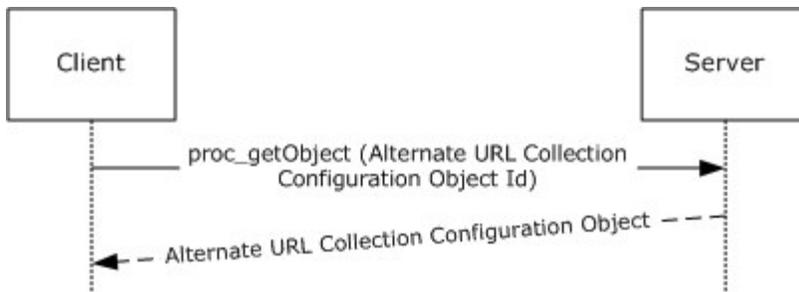 Client
Server
proc_getObject (Alternate URL Collection
Configuration Object Id)
Alternate URL Collection Configuration Object